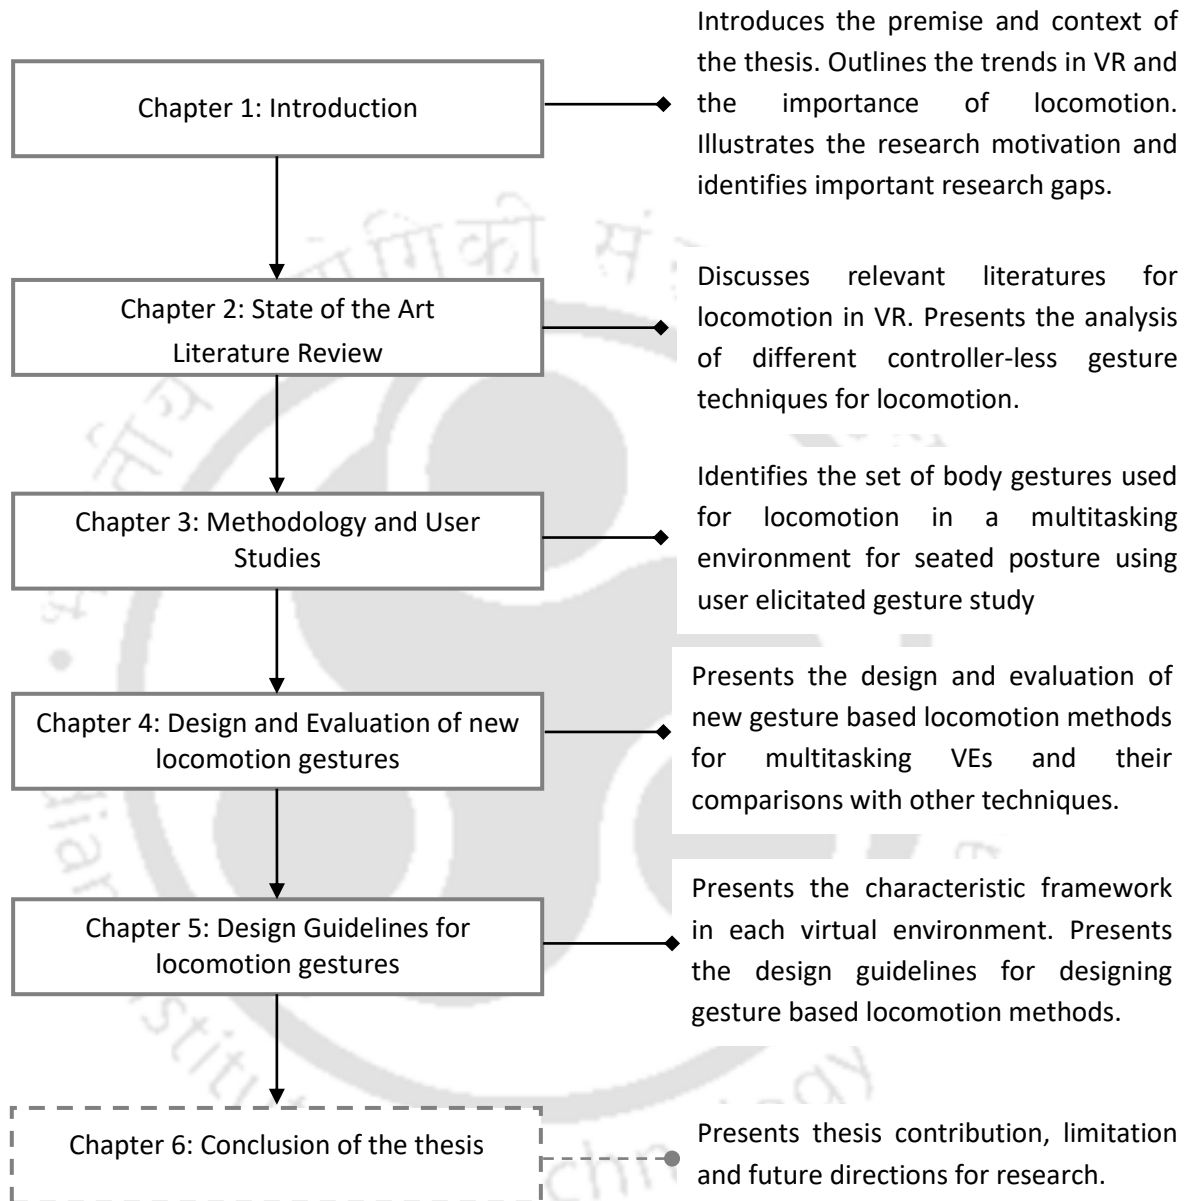 Chapter 1: Introduction
Introduces the premise and context of
the thesis. Outlines the trends in VR and
the importance of locomotion.
Illustrates the research motivation and
identifies important research gaps.
Chapter 2: State of the Art
Literature Review
Discusses relevant literatures for
locomotion in VR. Presents the analysis
of different controller-less gesture
techniques for locomotion.
Chapter 3: Methodology and User
Studies
Identifies the set of body gestures used
for locomotion in a multitasking
environment for seated posture using
user elicitated gesture study
Chapter 4: Design and Evaluation of new
locomotion gestures
Presents the design and evaluation of
new gesture based locomotion methods
for multitasking VEs and their
comparisons with other techniques.
Chapter 5: Design Guidelines for
locomotion gestures
Presents the characteristic framework
in each virtual environment. Presents
the design guidelines for designing
gesture based locomotion methods.
Chapter 6: Conclusion of the thesis
Presents thesis contribution, limitation
and future directions for research.